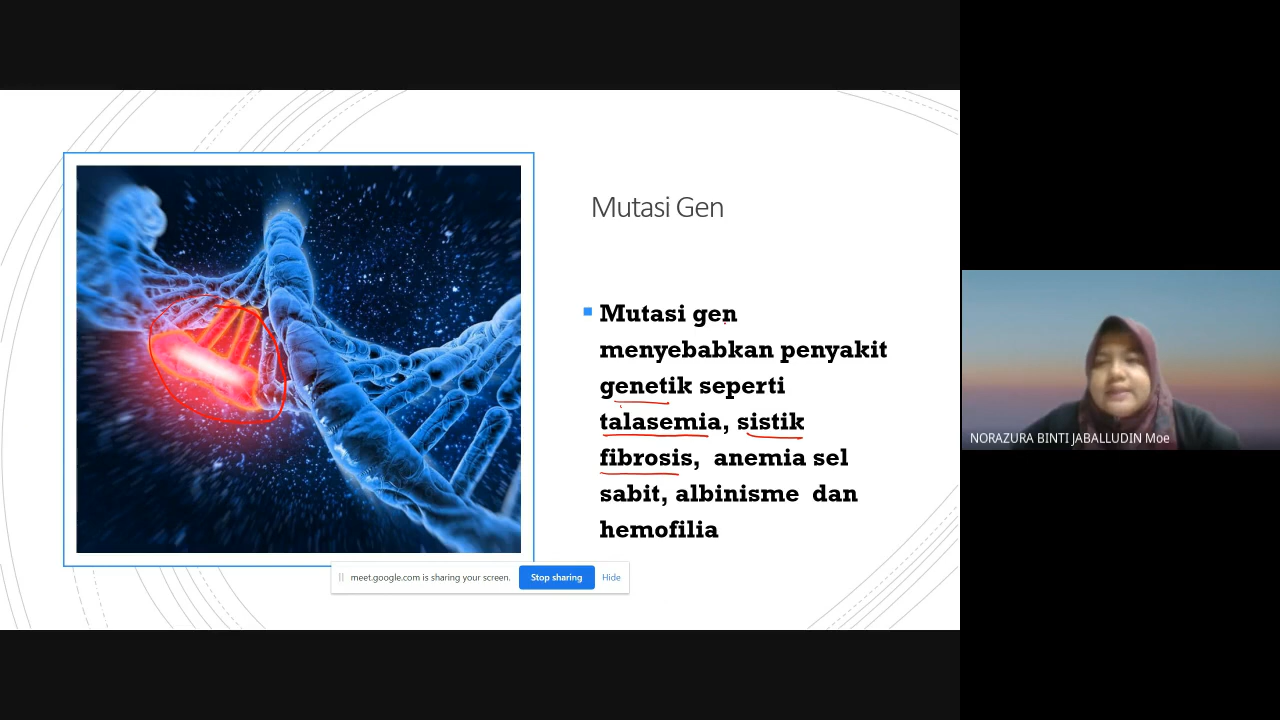 Mutasi Gen
Mutasi gen
menyebabkan penyakit
genetik seperti
talasemia, sistik
fibrosis, anemia sel
sabit, albinisme dan
hemofilia
meet.google.com is sharing your screen. Stop sharing Hide
NORAZURA BINTI JABALLUDIN Moe